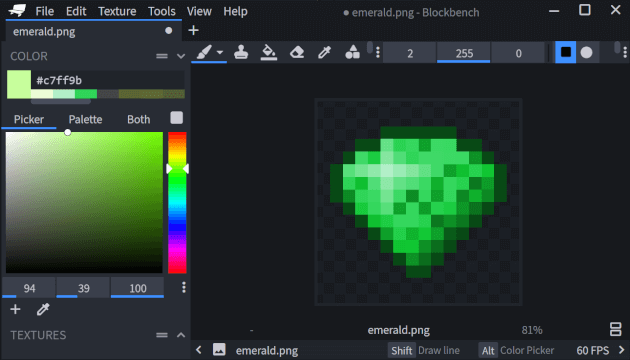 File Edit Texture Tools View Help
● emerald.png - Blockbench
emerald.png
COLOR
#c7ff9b
2 255 0
Picker Palette Both
94 39 100
TEXTURES
- emerald.png 81%
emerald.png Shift Draw line Alt Color Picker 60 FPS